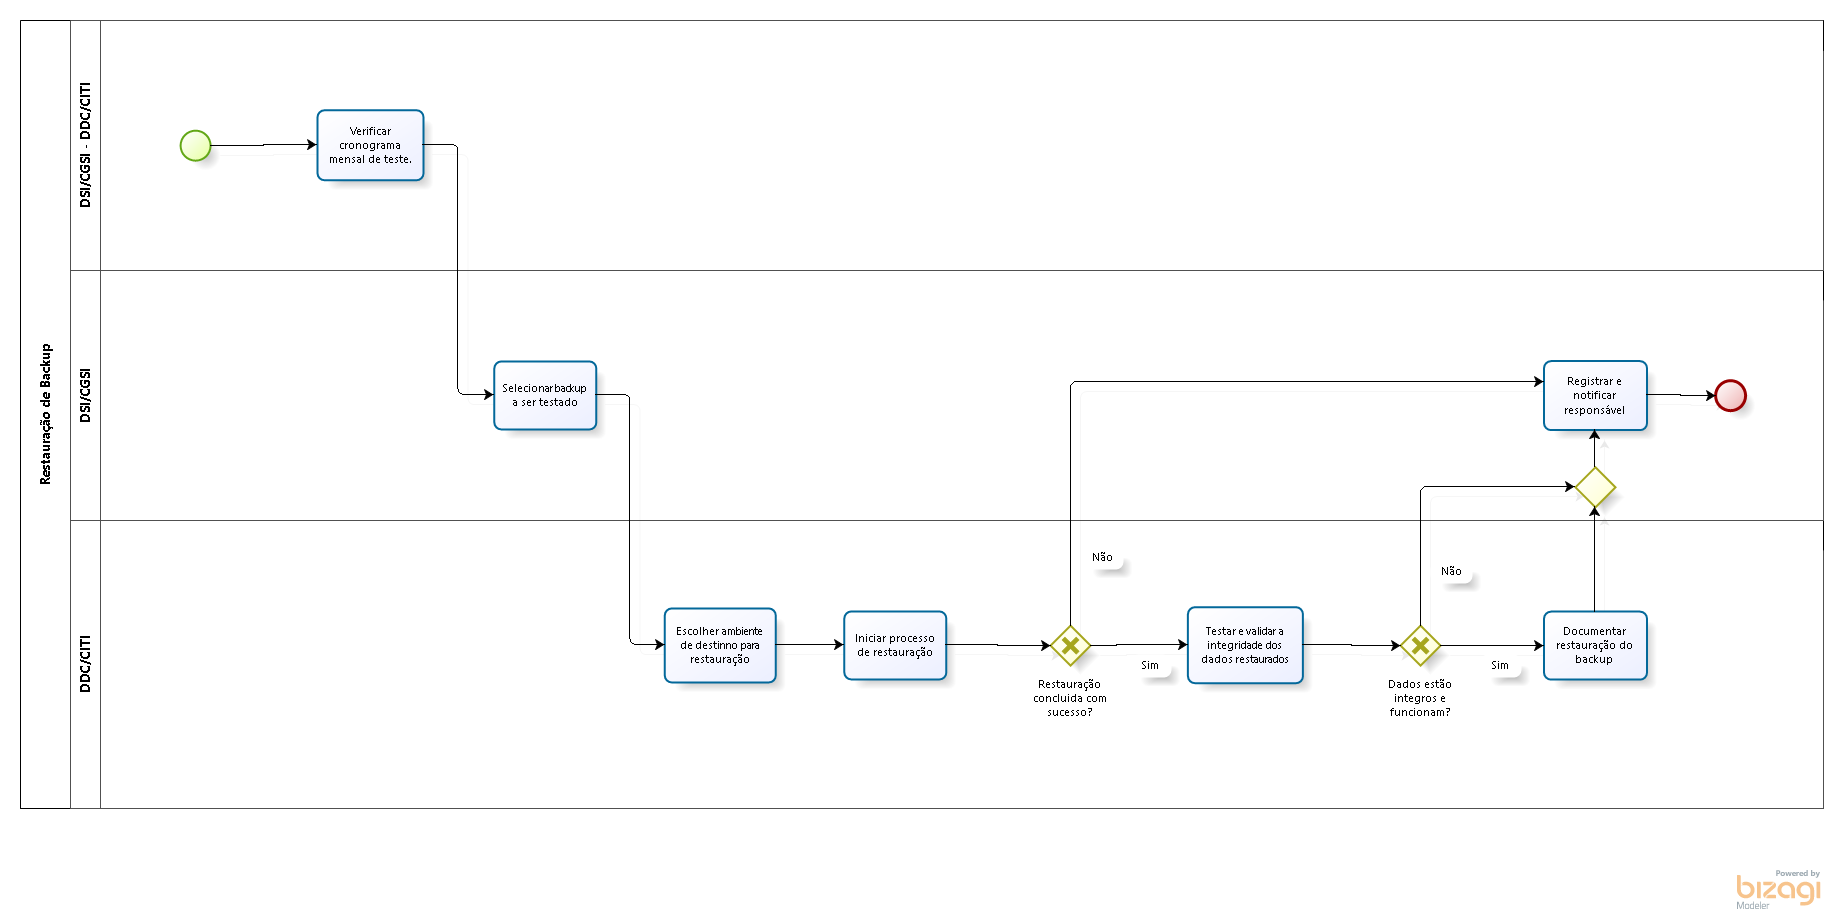 Restauração de Backup
DSI/CGSI - DDC/CITI
Verificar
cronograma
mensal de teste.
DSI/CGSI
Selecionar backup
a ser testado
Registrar e
notificar
responsável
DDC/CITI
Escolher ambiente
de destinno para
restauração
Iniciar processo
de restauração
Restauração
concluida com
sucesso?
Não
Sim
Testar e validar a
integridade dos
dados restaurados
Dados estão
integros e
funcionam?
Não
Sim
Documentar
restauração do
backup
Powered by
bizagi
Modeler